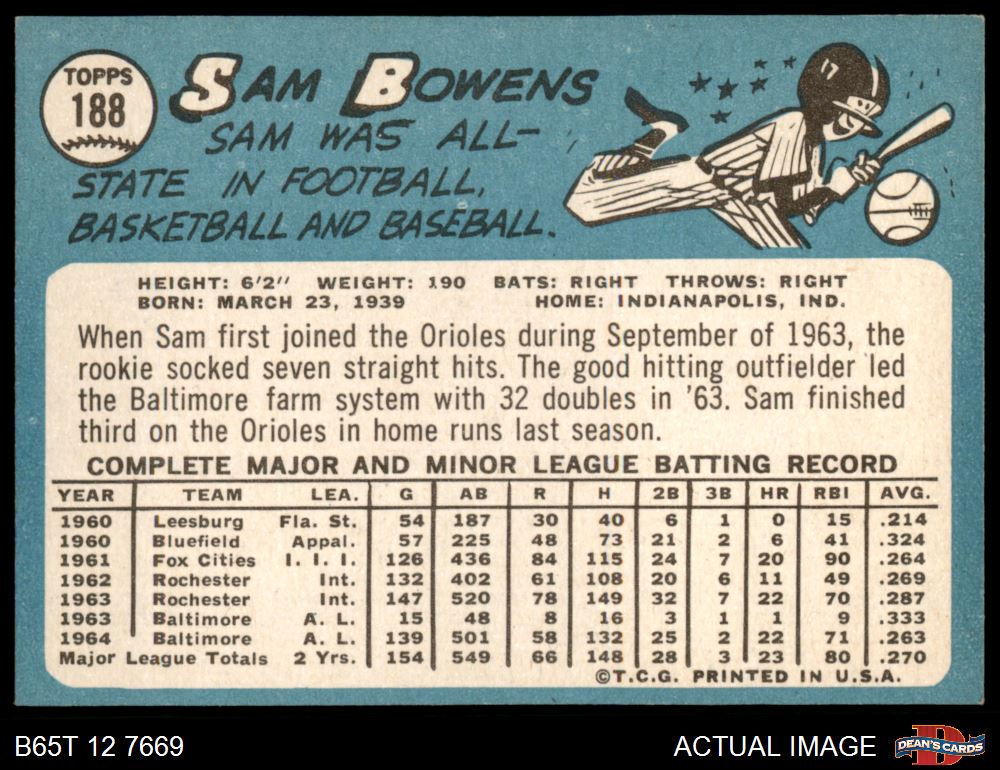 TOPPS
188
SAM BOWENS
SAM WAS ALL-
STATE IN FOOTBALL,
BASKETBALL AND BASEBALL.
17
HEIGHT: 6'2" WEIGHT: 190 BATS: RIGHT THROWS: RIGHT
BORN: MARCH 23, 1939 HOME: INDIANAPOLIS, IND.
When Sam first joined the Orioles during September of 1963, the
rookie socked seven straight hits. The good hitting outfielder led
the Baltimore farm system with 32 doubles in '63. Sam finished
third on the Orioles in home runs last season.
COMPLETE MAJOR AND MINOR LEAGUE BATTING RECORD
YEAR TEAM LEA. G AB R H 2B 3B HR RBI AVG.
1960 Leesburg Fla. St. 54 187 30 40 6 1 0 15 .214
1960 Bluefield Appal. 57 225 48 73 21 2 6 41 .324
1961 Fox Cities I. I. I. 126 436 84 115 24 7 20 90 .264
1962 Rochester Int. 132 402 61 108 20 6 11 49 .269
1963 Rochester Int. 147 520 78 149 32 7 22 70 .287
1963 Baltimore A. L. 15 48 8 16 3 1 1 9 .333
1964 Baltimore A. L. 139 501 58 132 25 2 22 71 .263
Major League Totals 2 Yrs. 154 549 66 148 28 3 23 80 .270
©T.C.G. PRINTED IN U.S.A.
B65T 12 7669 ACTUAL IMAGE DEAN'S CARDS